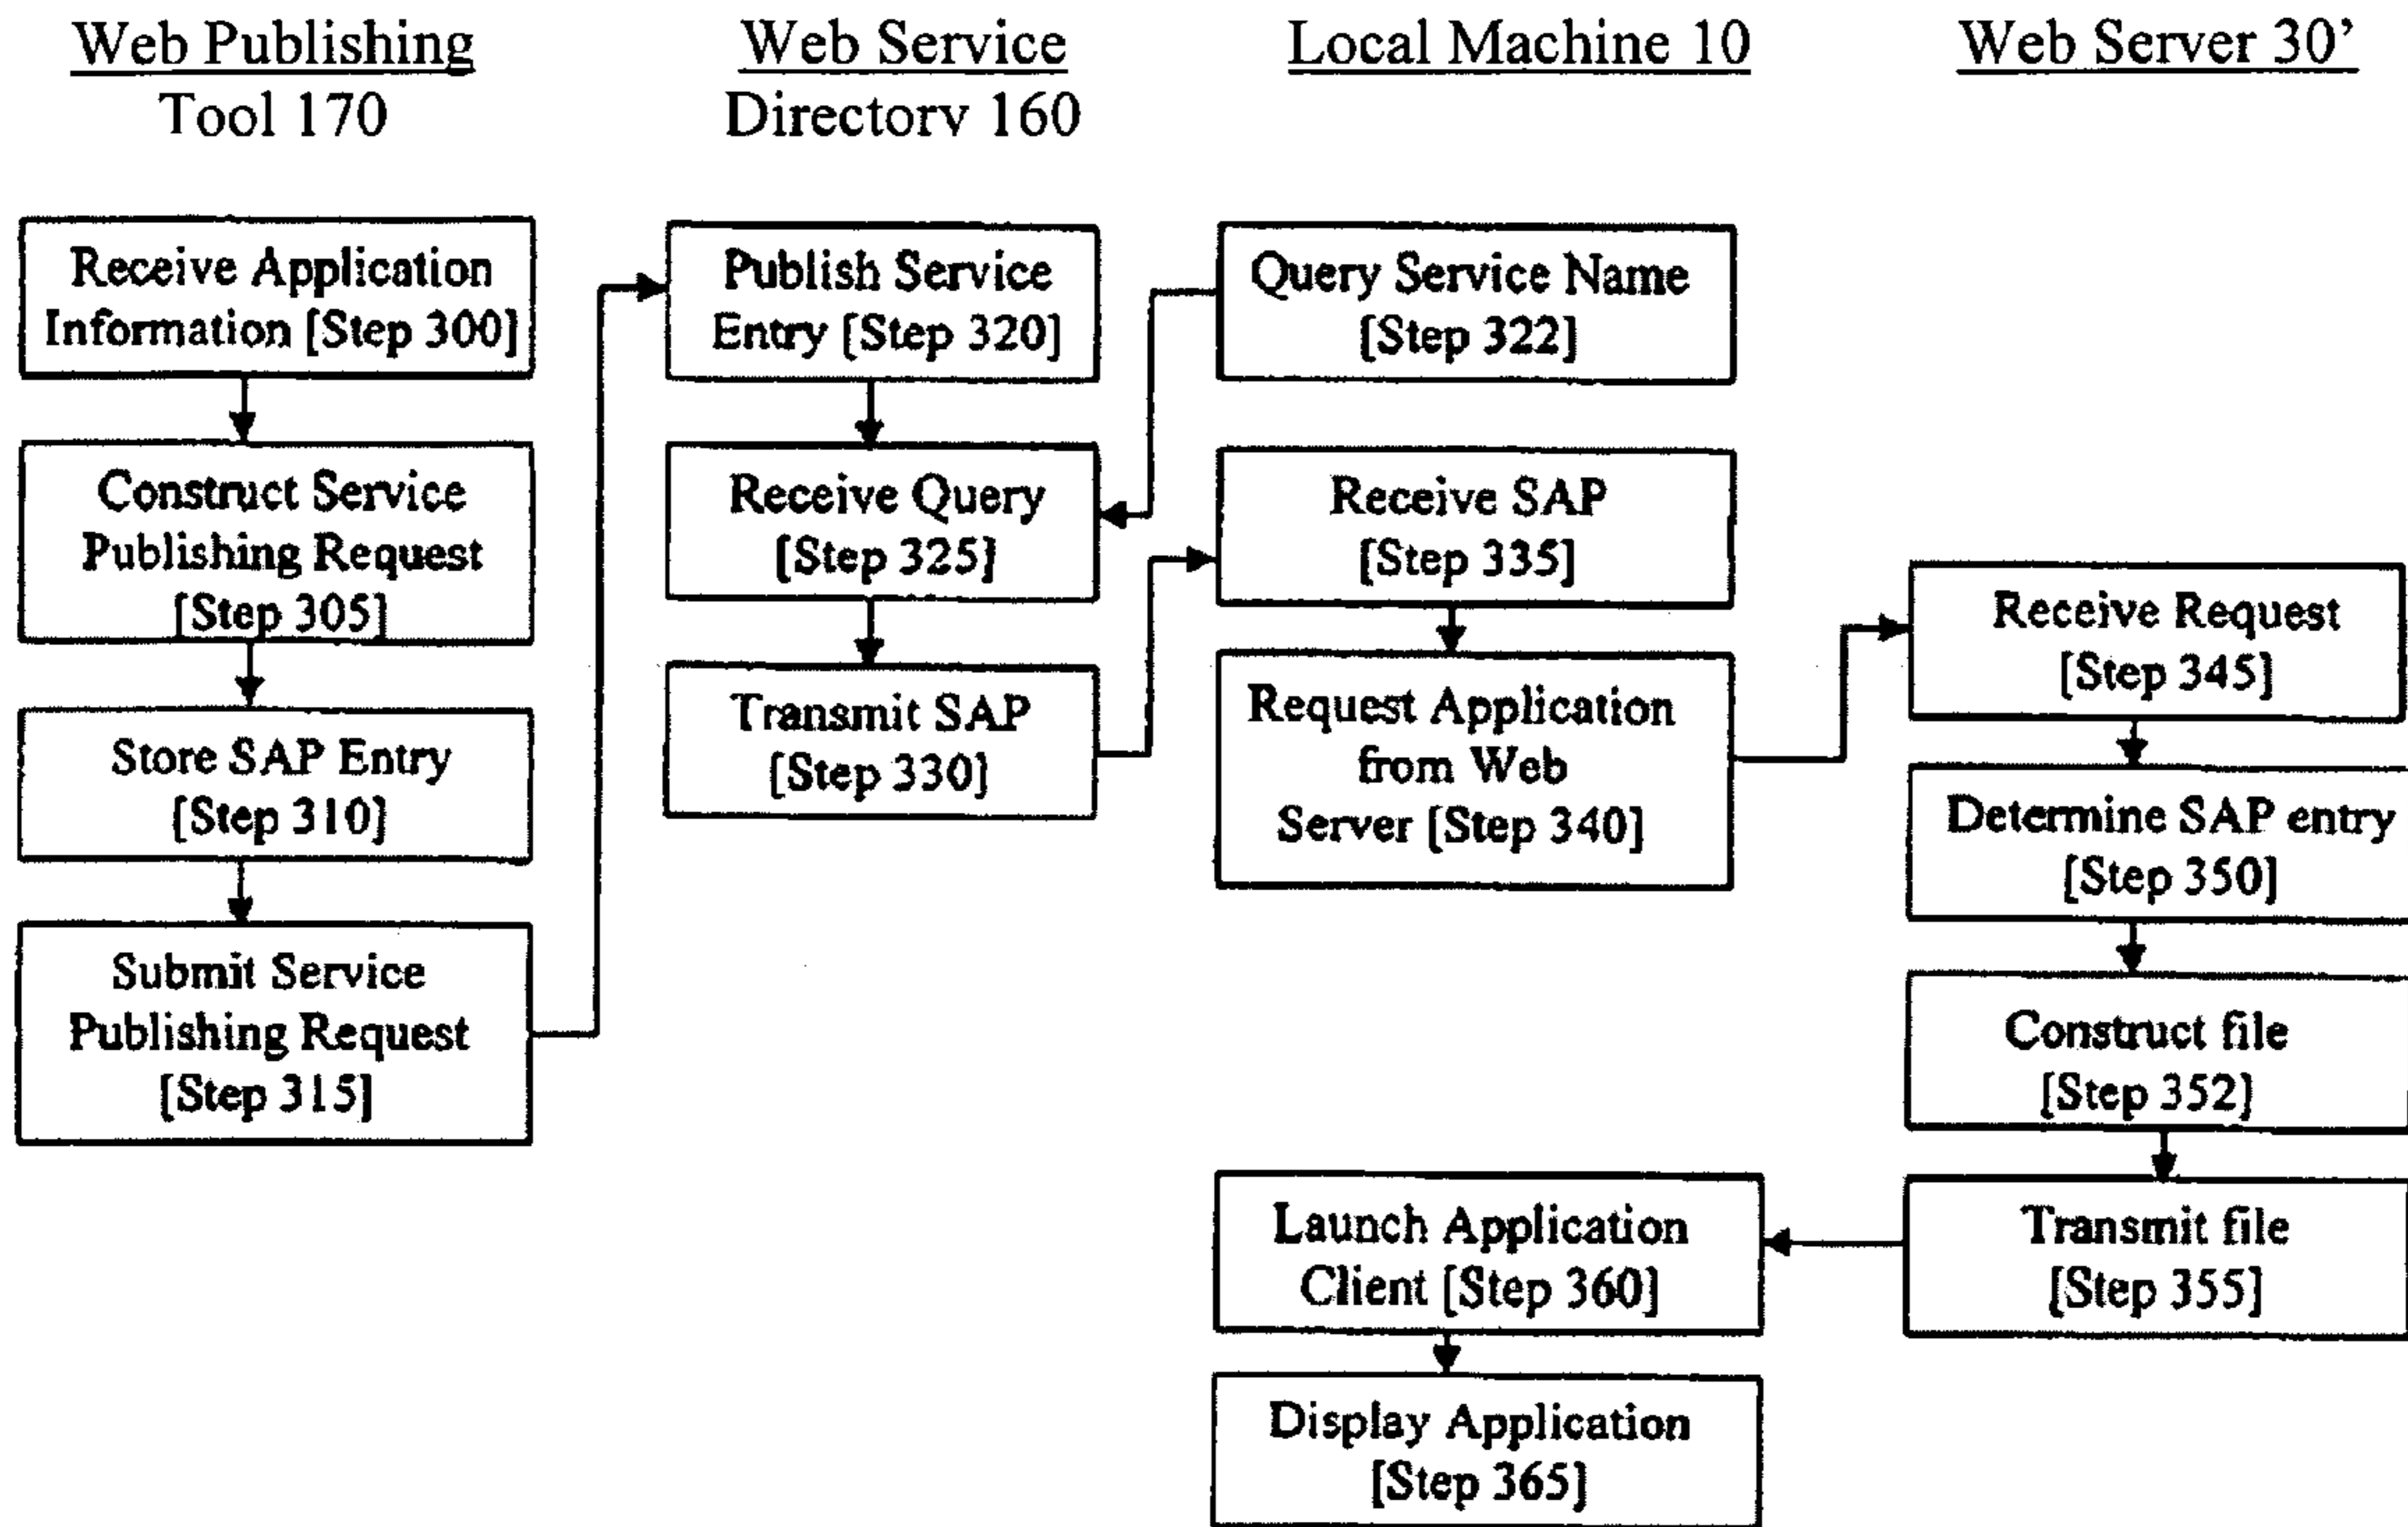 Web Publishing
Tool 170
Web Service
Directorv 160
Local Machine 10
Web Server 30’
Receive Application
Information [Step 300]
Construct Service
Publishing Request
[Step 305]
Store SAP Entry
[Step 310]
Submit Service
Publishing Request
[Step 315]
Publish Service
Entry [Step 320]
Receive Query
[Step 325]
Transmit SAP
[Step 330]
Query Service Name
[Step 322]
Receive SAP
[Step 335]
Request Application
from Web
Server [Step 340]
Receive Request
[Step 345]
Determine SAP entry
[Step 350]
Construct file
[Step 352]
Transmit file
[Step 355]
Launch Application
Client [Step 360]
Display Application
[Step 365]